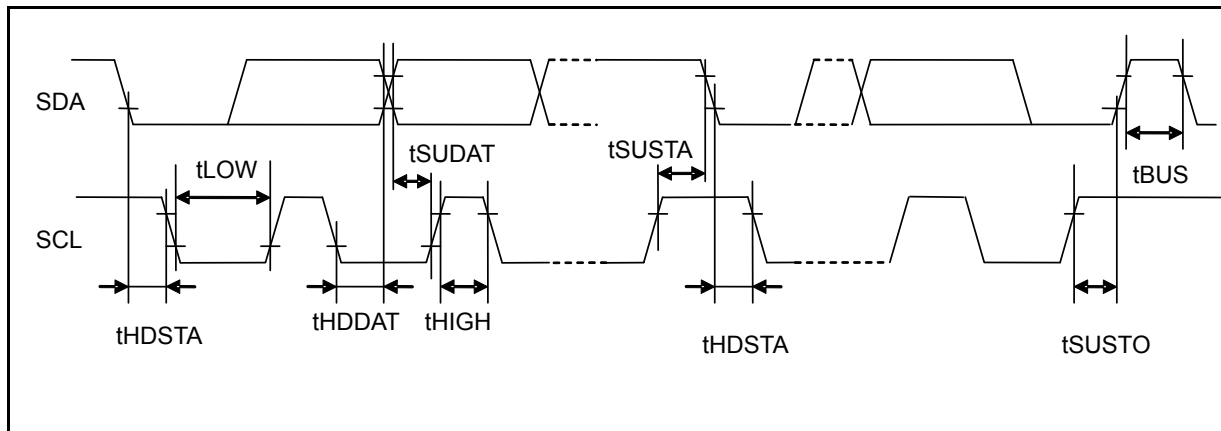 SDA
tSUDAT
tSUSTA
tLOW
tBUS
SCL
tHDDAT
tHIGH
tHDSTA
tHDSTA
tSUSTO